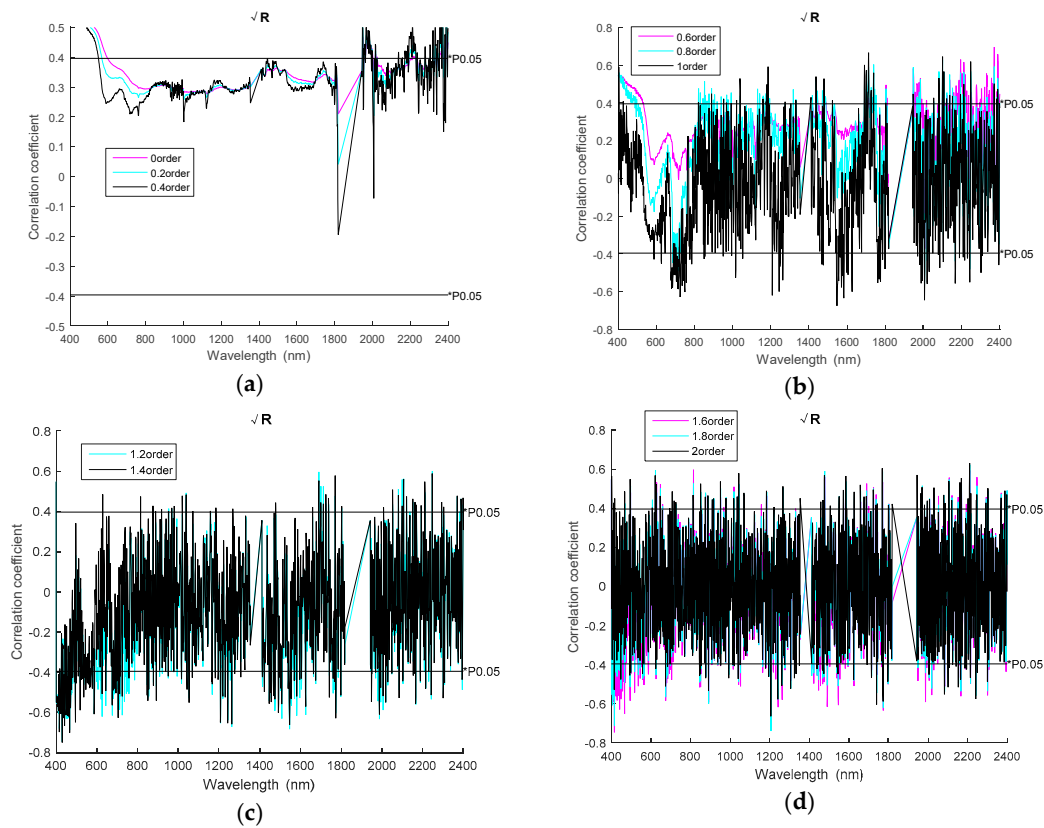 √ R
0.5
0.4
0.3
0.2
0.1
0
-0.1
-0.2
-0.3
-0.4
-0.5
Correlation coefficient
0order
0.2order
0.4order
*P0.05
*P0.05
400 600 800 1000 1200 1400 1600 1800 2000 2200 2400
Wavelength (nm)
(a)
√ R
0.8
0.6
0.4
0.2
0
-0.2
-0.4
-0.6
-0.8
Correlation coefficient
0.6order
0.8order
1order
*P0.05
*P0.05
400 600 800 1000 1200 1400 1600 1800 2000 2200 2400
Wavelength (nm)
(b)
√ R
0.8
0.6
0.4
0.2
0
-0.2
-0.4
-0.6
-0.8
Correlation coefficient
1.2order
1.4order
*P0.05
*P0.05
400 600 800 1000 1200 1400 1600 1800 2000 2200 2400
Wavelength (nm)
(c)
√ R
0.8
0.6
0.4
0.2
0
-0.2
-0.4
-0.6
-0.8
Correlation coefficient
1.6order
1.8order
2order
*P0.05
*P0.05
400 600 800 1000 1200 1400 1600 1800 2000 2200 2400
Wavelength (nm)
(d)